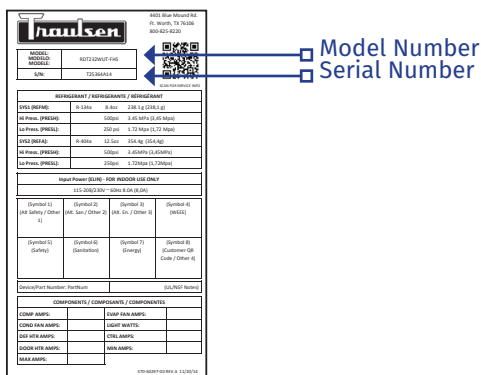 Traulsen
4401 Blue Mound Rd.
Ft. Worth, TX 76106
800-825-8220
MODEL:
MODELO:
MODÈLE:
RDT232WUT-FHS
S/N:
T25364A14
SCAN FOR SERVICE INFO
Model Number
Serial Number
REFRIGERANT / REFRIGERANTE / RÉFRIGÉRANT
SYS1 (REFM): R-134a 8.4oz 238.1 g (238,1 g)
Hi Press. (PRESH): 500psi 3.45 MPa (3,45 Mpa)
Lo Press. (PRESL): 250 psi 1.72 Mpa (1,72 Mpa)
SYS2 (REFA): R-404a 12.5oz 354.4g (354,4g)
Hi Press. (PRESH): 500psi 3.45MPa (3,45MPa)
Lo Press. (PRESL): 250psi 1.72Mpa (1,72Mpa)
Input Power (ELIN) - FOR INDOOR USE ONLY
115-208/230V ~ 60Hz 8.0A (8,0A)
(Symbol 1) (Symbol 2) (Symbol 3) (Symbol 4)
(Alt Safety / Other (Alt. San / Other 2) (Alt. En. / Other 3) (WEEE)
1)
(Symbol 5) (Symbol 6) (Symbol 7) (Symbol 8)
(Safety) (Sanitation) (Energy) (Customer QR
Code / Other 4)
Device/Part Number: PartNum (UL/NSF Notes)
COMPONENTS / COMPOSANTS / COMPONENTES
COMP AMPS: EVAP FAN AMPS:
COND FAN AMPS: LIGHT WATTS:
DEF HTR AMPS: CTRL AMPS:
DOOR HTR AMPS: MIN AMPS:
MAX AMPS:
370-60297-03 REV. A 11/20/14